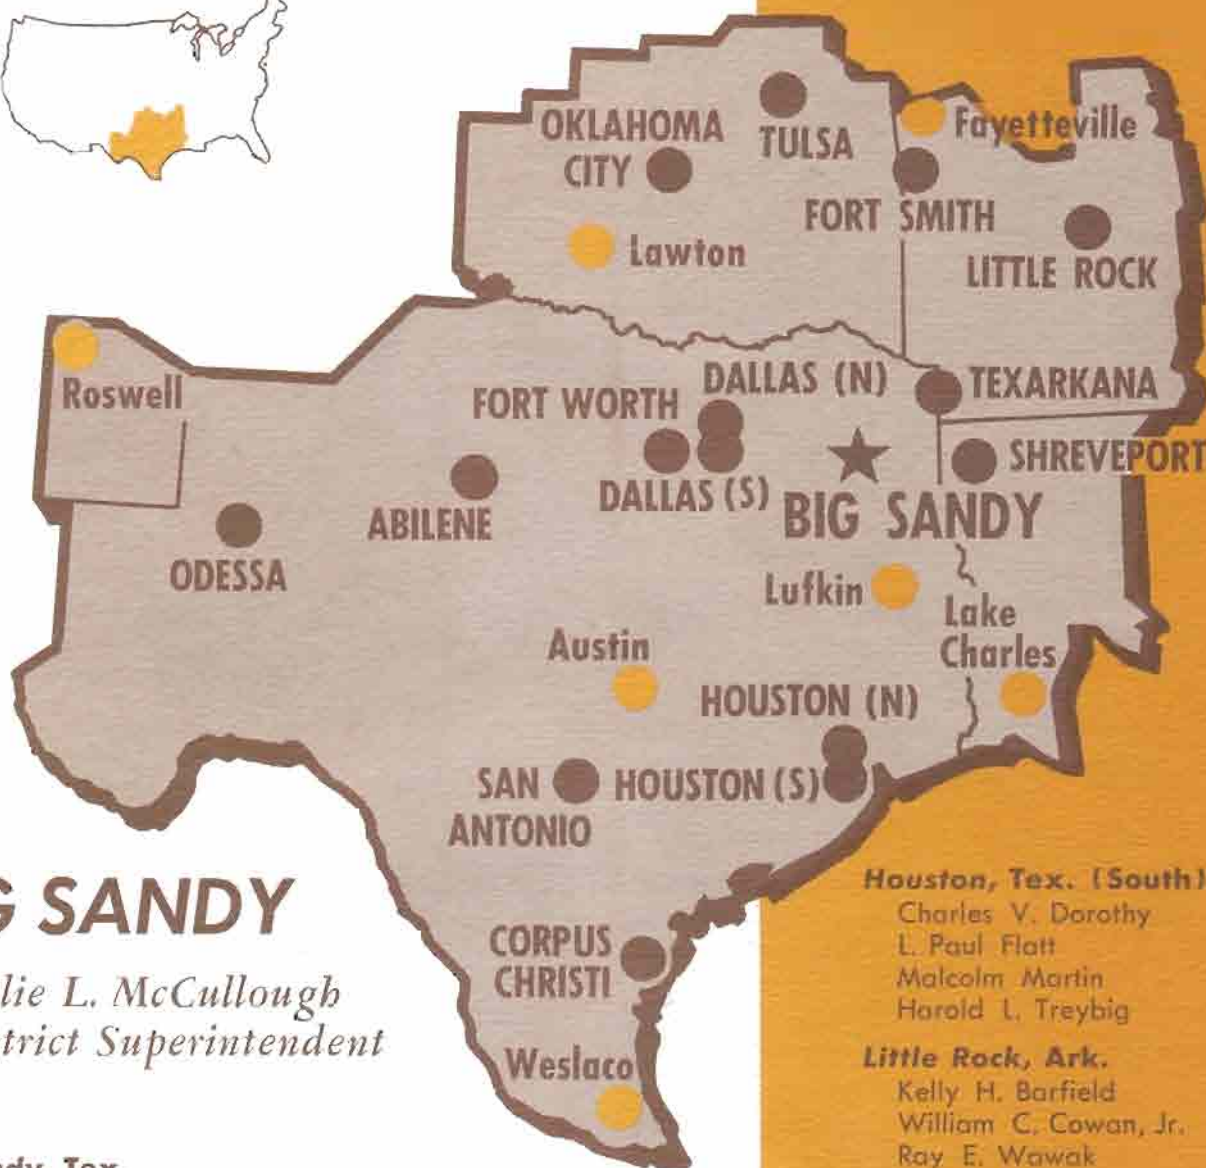 OKLAHOMA
CITY
TULSA
Fayetteville
FORT SMITH
Lawton
LITTLE ROCK
Roswell
FORT WORTH
DALLAS (N)
TEXARKANA
DALLAS (S)
SHREVEPORT
BIG SANDY
ABILENE
ODESSA
Lufkin
Lake
Charles
Austin
HOUSTON (N)
SAN
ANTONIO
HOUSTON (S)
CORPUS
CHRISTI
Weslaco
SANDY
L. McCullough
Superintendent
Tex.
Houston, Tex. (South)
Charles V. Dorothy
L. Paul Flatt
Malcolm Martin
Harold L. Treybig
Little Rock, Ark.
Kelly H. Barfield
William C. Cowan, Jr.
Ray E. Wawak